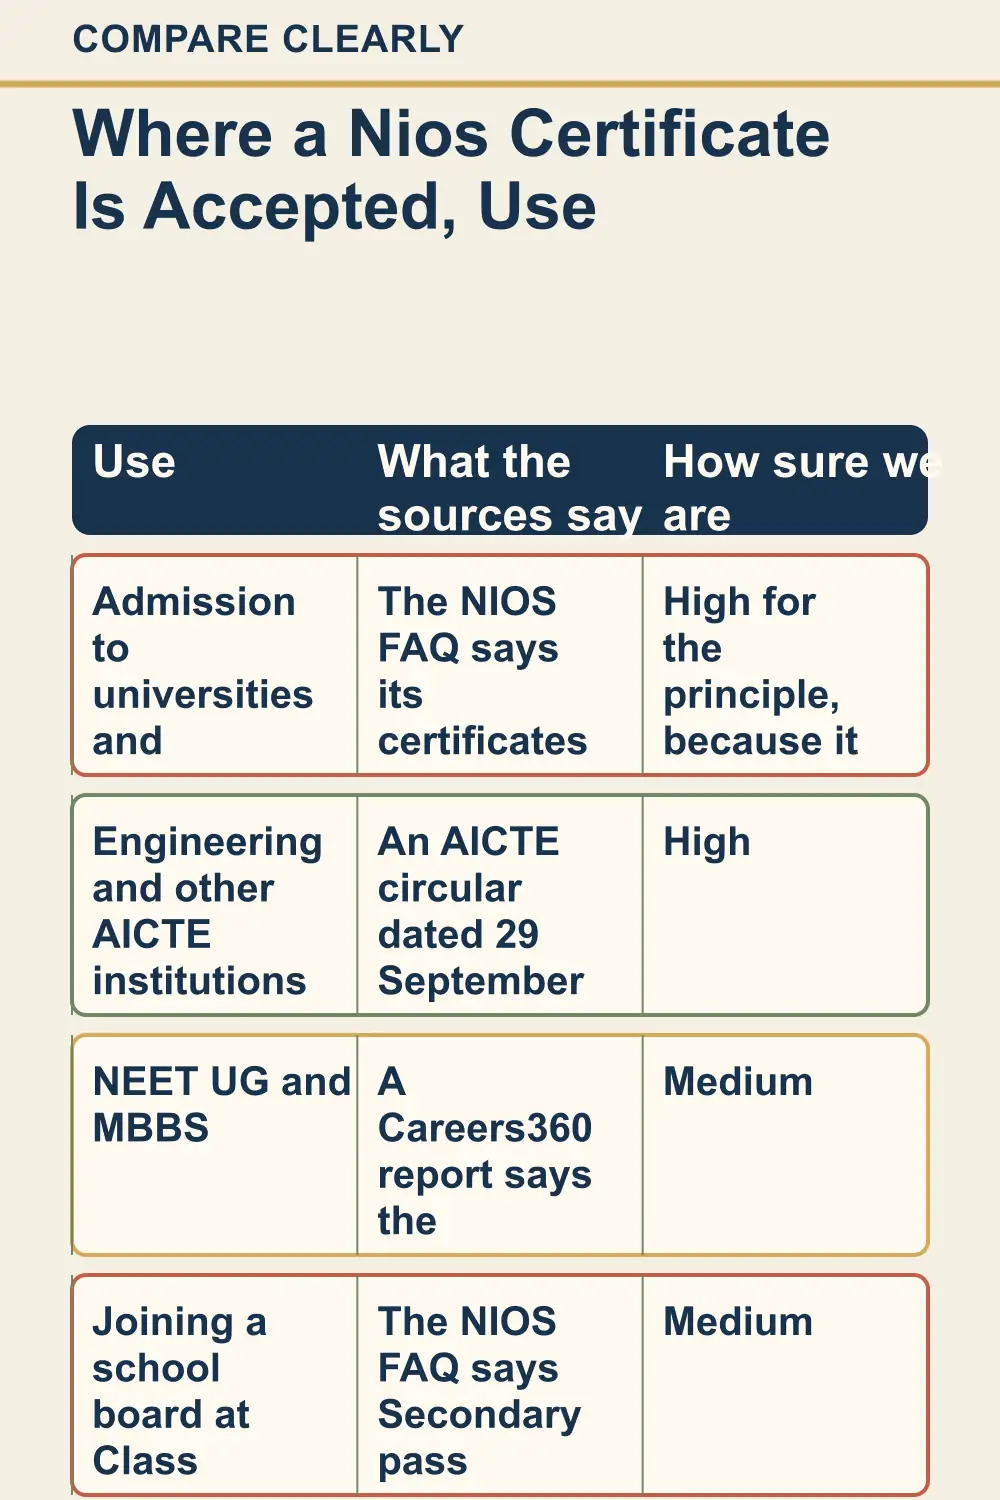 COMPARE CLEARLY
Where a Nios Certificate
Is Accepted, Use
Use
What the
sources say
How sure we
are
Admission
to
universities
and
The NIOS
FAQ says
its
certificates
High for
the
principle,
because it
Engineering
and other
AICTE
institutions
An AICTE
circular
dated 29
September
High
NEET UG and
MBBS
A
Careers360
report says
the
Medium
Joining a
school
board at
Class
The NIOS
FAQ says
Secondary
pass
Medium